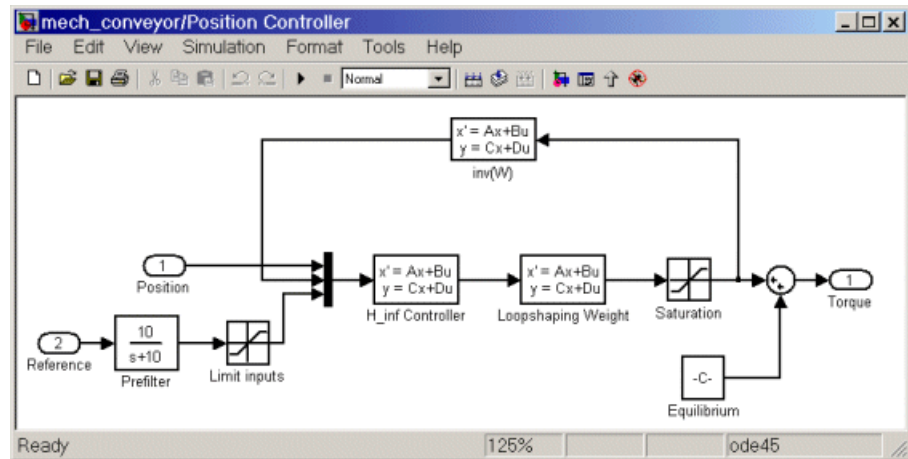 mech_conveyor/Position Controller
File Edit View Simulation Format Tools Help
Normal
x' = Ax+Bu
y = Cx+Du
inv(W)
1
Position
x' = Ax+Bu
y = Cx+Du
H_inf Controller
x' = Ax+Bu
y = Cx+Du
Loopshaping Weight
Saturation
1
Torque
2
Reference
10
s+10
Prefilter
Limit inputs
-C-
Equilibrium
Ready 125% ode45